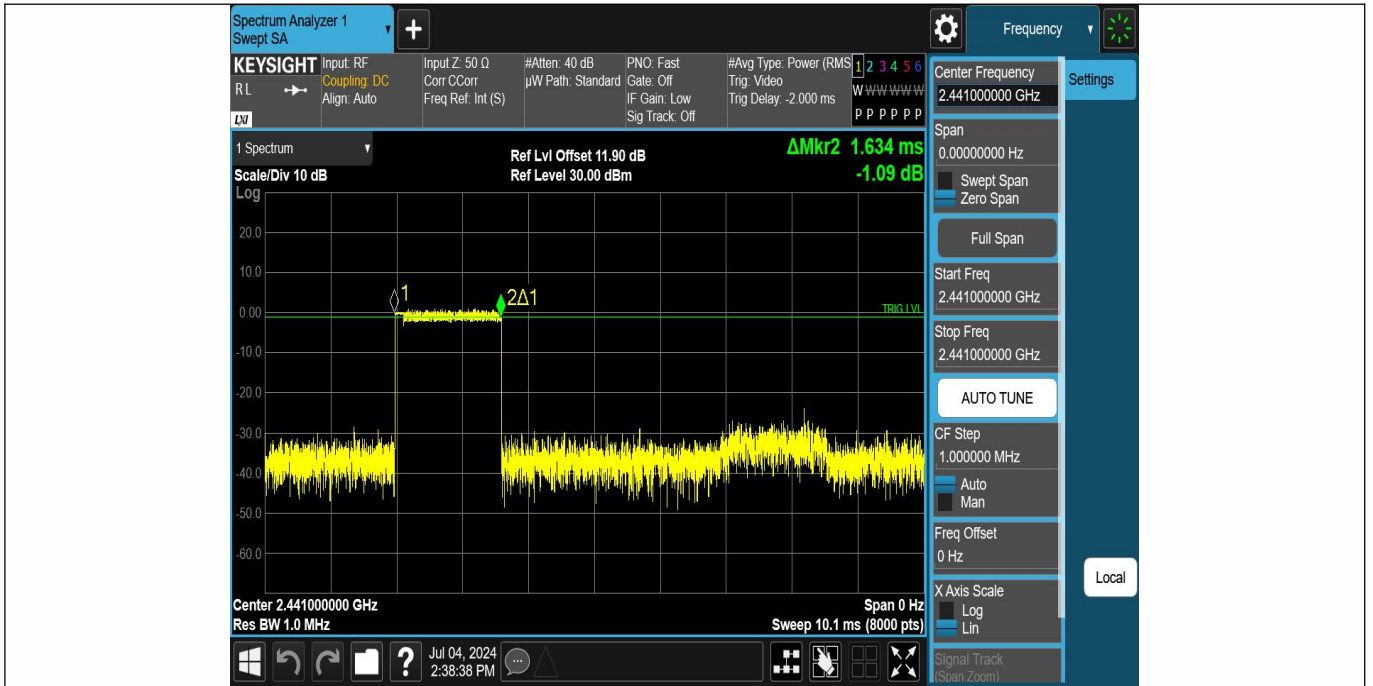 Spectrum Analyzer 1
Swept SA
+
Frequency
KEYSIGHT
R L
LXI
Input: RF
Coupling: DC
Align: Auto
Input Z: 50 Ω
Corr CCorr
Freq Ref: Int (S)
#Atten: 40 dB
µW Path: Standard
PNO: Fast
Gate: Off
IF Gain: Low
Sig Track: Off
#Avg Type: Power (RMS
Trig: Video
Trig Delay: -2.000 ms
1 2 3 4 5 6
W W W W W W
P P P P P P
1 Spectrum
Scale/Div 10 dB
Log
Ref Lvl Offset 11.90 dB
Ref Level 30.00 dBm
ΔMkr2 1.634 ms
-1.09 dB
20.0
10.0
0.00
-10.0
-20.0
-30.0
-40.0
-50.0
-60.0
1
2Δ1
TRIG LVL
Center 2.441000000 GHz
Res BW 1.0 MHz
Span 0 Hz
Sweep 10.1 ms (8000 pts)
Jul 04, 2024
2:38:38 PM
?
Center Frequency
2.441000000 GHz
Span
0.00000000 Hz
Swept Span
Zero Span
Full Span
Start Freq
2.441000000 GHz
Stop Freq
2.441000000 GHz
AUTO TUNE
CF Step
1.000000 MHz
Auto
Man
Freq Offset
0 Hz
X Axis Scale
Log
Lin
Signal Track
(Span Zoom)
Settings
Local